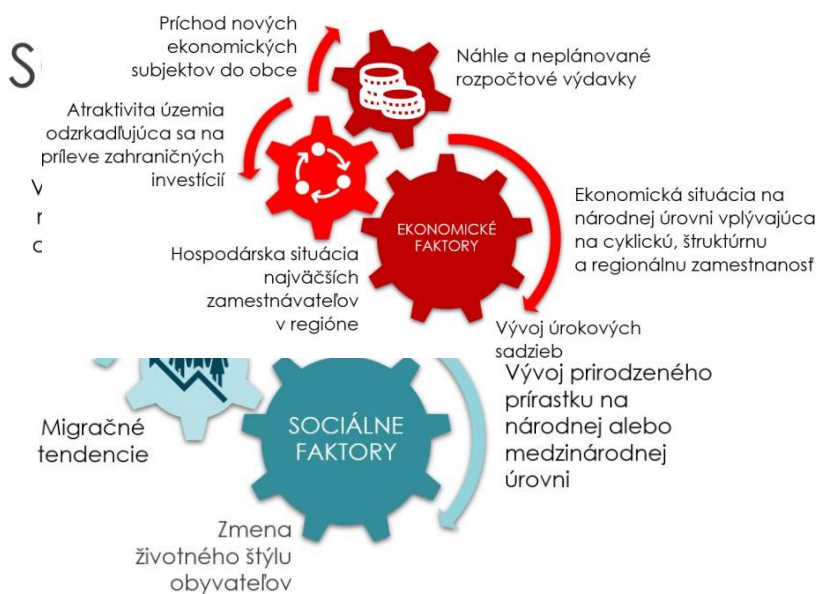 Príchod nových
ekonomických
subjektov do obce
Náhle a neplánované
rozpočtové výdavky
Atraktivita územia
odzrkadľujúca sa na
príleve zahraničných
investícií
EKONOMICKÉ
FAKTORY
Ekonomická situácia na
národnej úrovni vplývajúca
na cyklickú, štruktúrnu
a regionálnu zamestnanosť
Hospodárska situácia
najväčších
zamestnávateľov
v regióne
Vývoj úrokových
sadzieb
SOCIÁLNE
FAKTORY
Vývoj prirodzeného
prírastku na
národnej alebo
medzinárodnej
úrovni
Migračné
tendencie
Zmena
životného štýlu
obyvateľov